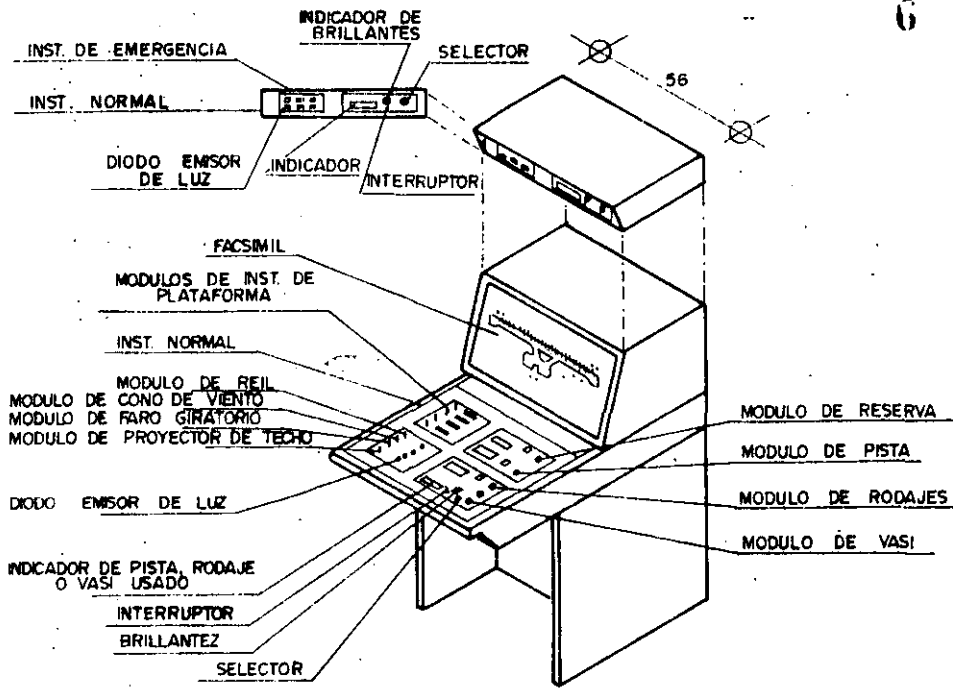 6
INDICADOR DE
BRILLANTES
INST. DE EMERGENCIA
SELECTOR
INST. NORMAL
56
DIODO EMISOR
DE LUZ
INDICADOR
INTERRUPTOR
FACSIMIL
MODULOS DE INST. DE
PLATAFORMA
INST. NORMAL
MODULO DE REIL
MODULO DE CONO DE VIENTO
MODULO DE FARO GIRATORIO
MODULO DE PROYECTOR DE TECHO
DIODO EMISOR DE LUZ
MODULO DE RESERVA
MODULO DE PISTA
MODULO DE RODAJES
MODULO DE VASI
INDICADOR DE PISTA, RODAJE
O VASI USADO
INTERRUPTOR
BRILLANTEZ
SELECTOR